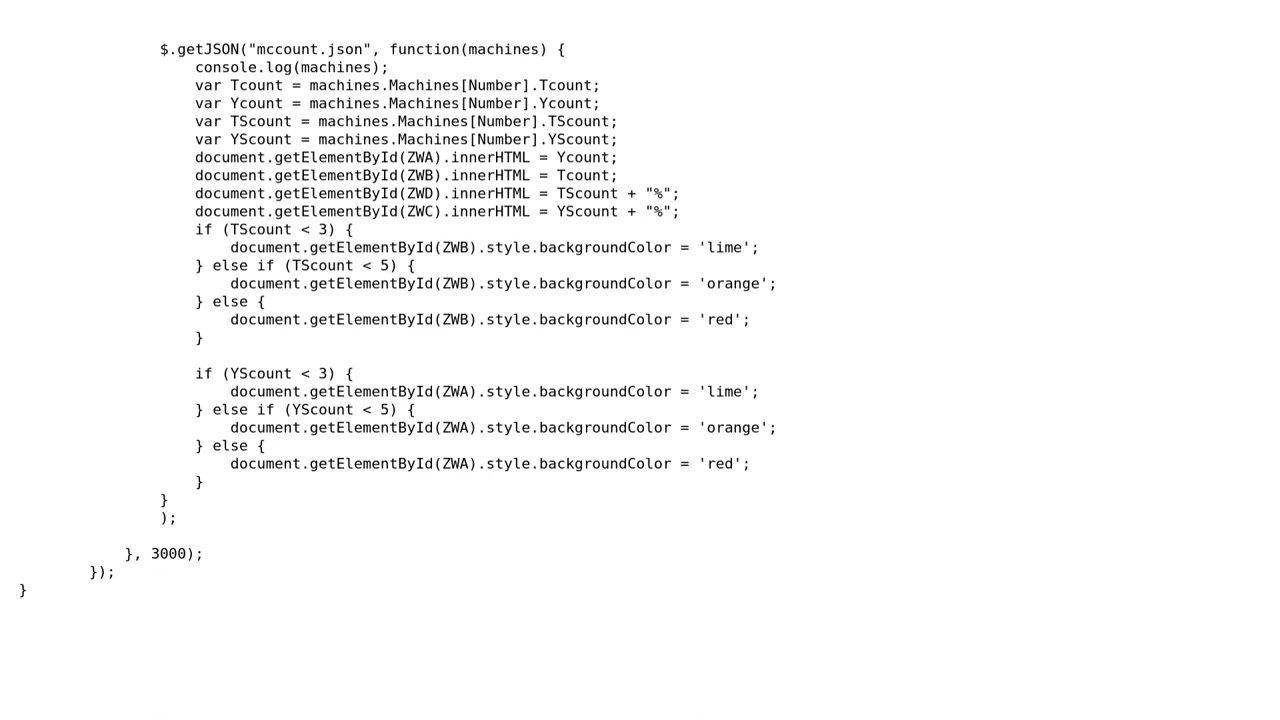 $.getJSON("mccount.json", function(machines) {
console.log(machines);
var Tcount = machines.Machines[Number].Tcount;
var Ycount = machines.Machines[Number].Ycount;
var TScount = machines.Machines[Number].TScount;
var YScount = machines.Machines[Number].YScount;
document.getElementById(ZWA).innerHTML = Ycount;
document.getElementById(ZWB).innerHTML = Tcount;
document.getElementById(ZWD).innerHTML = TScount + "%";
document.getElementById(ZWC).innerHTML = YScount + "%";
if (TScount < 3) {
document.getElementById(ZWB).style.backgroundColor = 'lime';
} else if (TScount < 5) {
document.getElementById(ZWB).style.backgroundColor = 'orange';
} else {
document.getElementById(ZWB).style.backgroundColor = 'red';
}
if (YScount < 3) {
document.getElementById(ZWA).style.backgroundColor = 'lime';
} else if (YScount < 5) {
document.getElementById(ZWA).style.backgroundColor = 'orange';
} else {
document.getElementById(ZWA).style.backgroundColor = 'red';
}
}
);
}, 3000);
});
}